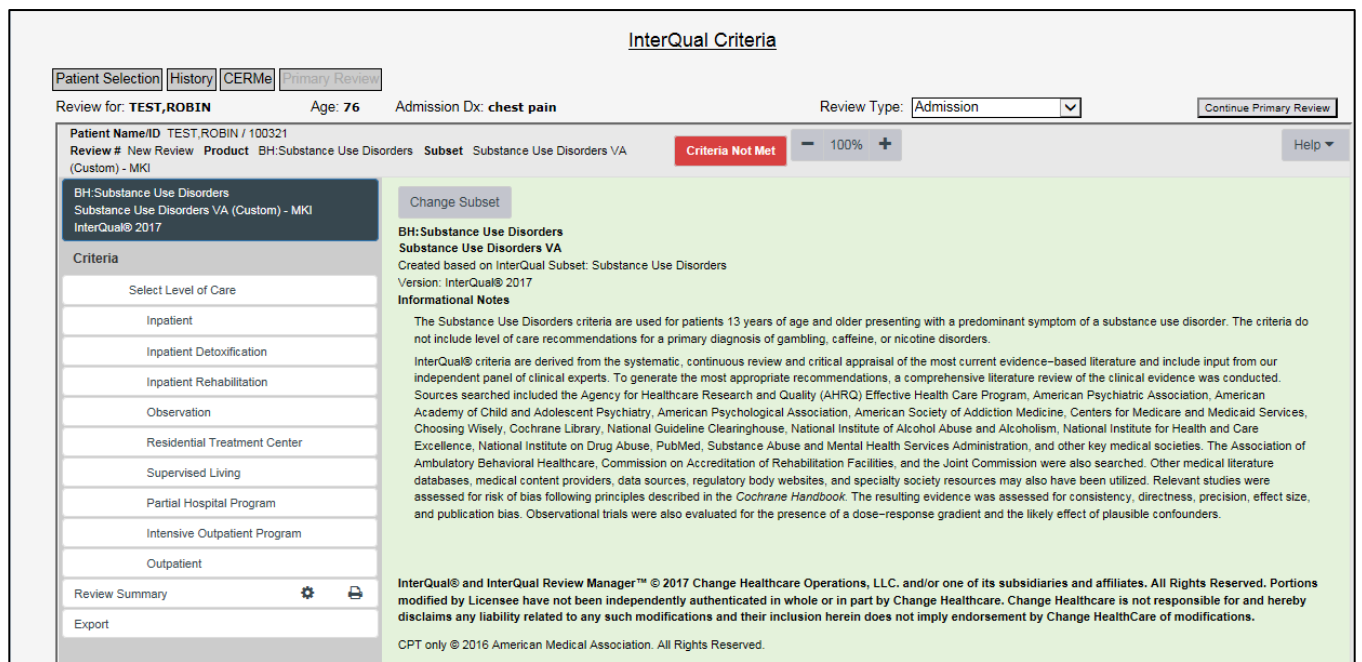 InterQual Criteria
Patient Selection History CERMe Primary Review
Review for: TEST,ROBIN Age: 76 Admission Dx: chest pain Review Type: Admission Continue Primary Review
Patient Name/ID TEST,ROBIN / 100321
Review # New Review Product BH:Substance Use Disorders Subset Substance Use Disorders VA
(Custom) - MKI
Criteria Not Met
100%
Help
BH:Substance Use Disorders
Substance Use Disorders VA (Custom) - MKI
InterQual® 2017
Criteria
Select Level of Care
Inpatient
Inpatient Detoxification
Inpatient Rehabilitation
Observation
Residential Treatment Center
Supervised Living
Partial Hospital Program
Intensive Outpatient Program
Outpatient
Review Summary
Export
Change Subset
BH:Substance Use Disorders
Substance Use Disorders VA
Created based on InterQual Subset: Substance Use Disorders
Version: InterQual® 2017
Informational Notes
The Substance Use Disorders criteria are used for patients 13 years of age and older presenting with a predominant symptom of a substance use disorder. The criteria do
not include level of care recommendations for a primary diagnosis of gambling, caffeine, or nicotine disorders.
InterQual® criteria are derived from the systematic, continuous review and critical appraisal of the most current evidence–based literature and include input from our
independent panel of clinical experts. To generate the most appropriate recommendations, a comprehensive literature review of the clinical evidence was conducted.
Sources searched included the Agency for Healthcare Research and Quality (AHRQ) Effective Health Care Program, American Psychiatric Association, American
Academy of Child and Adolescent Psychiatry, American Psychological Association, American Society of Addiction Medicine, Centers for Medicare and Medicaid Services,
Choosing Wisely, Cochrane Library, National Guideline Clearinghouse, National Institute of Alcohol Abuse and Alcoholism, National Institute for Health and Care
Excellence, National Institute on Drug Abuse, PubMed, Substance Abuse and Mental Health Services Administration, and other key medical societies. The Association of
Ambulatory Behavioral Healthcare, Commission on Accreditation of Rehabilitation Facilities, and the Joint Commission were also searched. Other medical literature
databases, medical content providers, data sources, regulatory body websites, and specialty society resources may also have been utilized. Relevant studies were
assessed for risk of bias following principles described in the Cochrane Handbook. The resulting evidence was assessed for consistency, directness, precision, effect size,
and publication bias. Observational trials were also evaluated for the presence of a dose–response gradient and the likely effect of plausible confounders.
InterQual® and InterQual Review Manager™ © 2017 Change Healthcare Operations, LLC. and/or one of its subsidiaries and affiliates. All Rights Reserved. Portions
modified by Licensee have not been independently authenticated in whole or in part by Change Healthcare. Change Healthcare is not responsible for and hereby
disclaims any liability related to any such modifications and their inclusion herein does not imply endorsement by Change HealthCare of modifications.
CPT only © 2016 American Medical Association. All Rights Reserved.